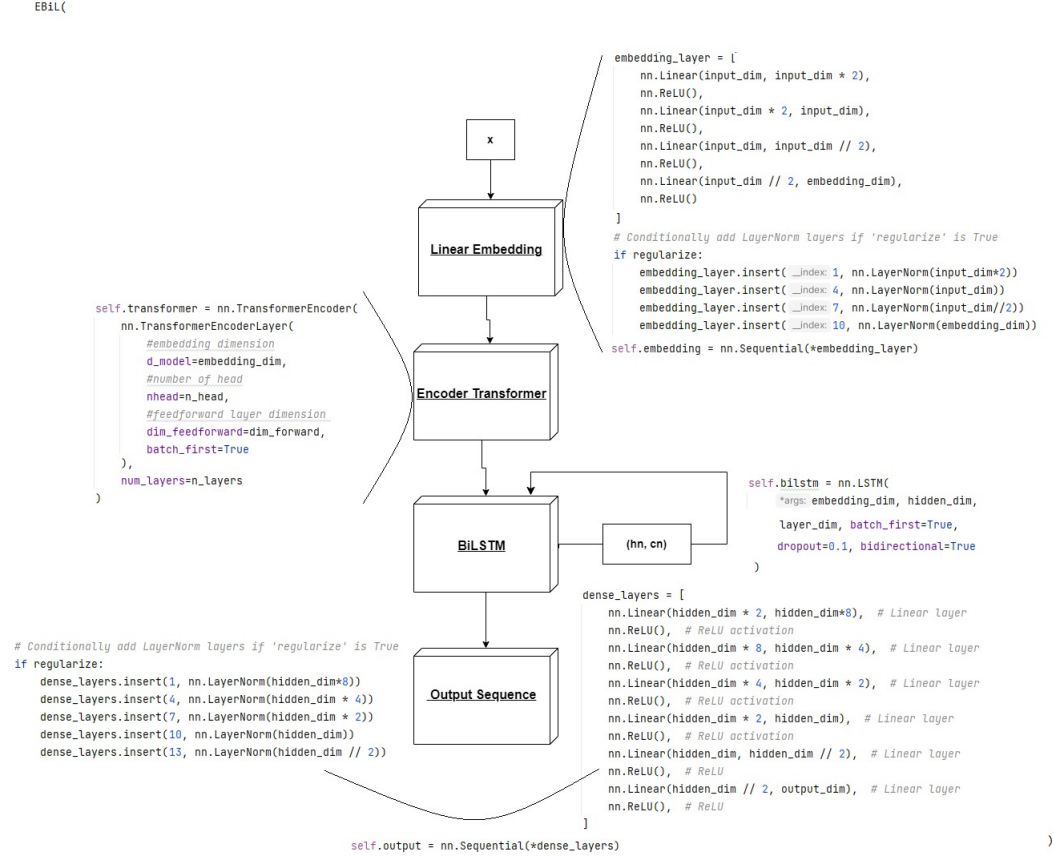 EBiL(
embedding_layer = [
nn.Linear(input_dim, input_dim * 2),
nn.ReLU(),
nn.Linear(input_dim * 2, input_dim),
nn.ReLU(),
nn.Linear(input_dim, input_dim // 2),
nn.ReLU(),
nn.Linear(input_dim // 2, embedding_dim),
nn.ReLU()
]
# Conditionally add LayerNorm layers if 'regularize' is True
if regularize:
embedding_layer.insert( __index: 1, nn.LayerNorm(input_dim*2))
embedding_layer.insert( __index: 4, nn.LayerNorm(input_dim))
embedding_layer.insert( __index: 7, nn.LayerNorm(input_dim//2))
embedding_layer.insert( __index: 10, nn.LayerNorm(embedding_dim))
self.embedding = nn.Sequential(*embedding_layer)
x
Linear Embedding
self.transformer = nn.TransformerEncoder(
nn.TransformerEncoderLayer(
#embedding dimension
d_model=embedding_dim,
#number of head
nhead=n_head,
#feedforward layer dimension
dim_feedforward=dim_forward,
batch_first=True
),
num_layers=n_layers
)
Encoder Transformer
self.bilstm = nn.LSTM(
*args: embedding_dim, hidden_dim,
layer_dim, batch_first=True,
dropout=0.1, bidirectional=True
)
BiLSTM
(hn, cn)
dense_layers = [
nn.Linear(hidden_dim * 2, hidden_dim*8), # Linear layer
nn.ReLU(), # ReLU activation
nn.Linear(hidden_dim * 8, hidden_dim * 4), # Linear layer
nn.ReLU(), # ReLU activation
nn.Linear(hidden_dim * 4, hidden_dim * 2), # Linear layer
nn.ReLU(), # ReLU activation
nn.Linear(hidden_dim * 2, hidden_dim), # Linear layer
nn.ReLU(), # ReLU activation
nn.Linear(hidden_dim, hidden_dim // 2), # Linear layer
nn.ReLU(), # ReLU
nn.Linear(hidden_dim // 2, output_dim), # Linear layer
nn.ReLU(), # ReLU
]
# Conditionally add LayerNorm layers if 'regularize' is True
if regularize:
dense_layers.insert(1, nn.LayerNorm(hidden_dim*8))
dense_layers.insert(4, nn.LayerNorm(hidden_dim * 4))
dense_layers.insert(7, nn.LayerNorm(hidden_dim * 2))
dense_layers.insert(10, nn.LayerNorm(hidden_dim))
dense_layers.insert(13, nn.LayerNorm(hidden_dim // 2))
Output Sequence
self.output = nn.Sequential(*dense_layers)
)